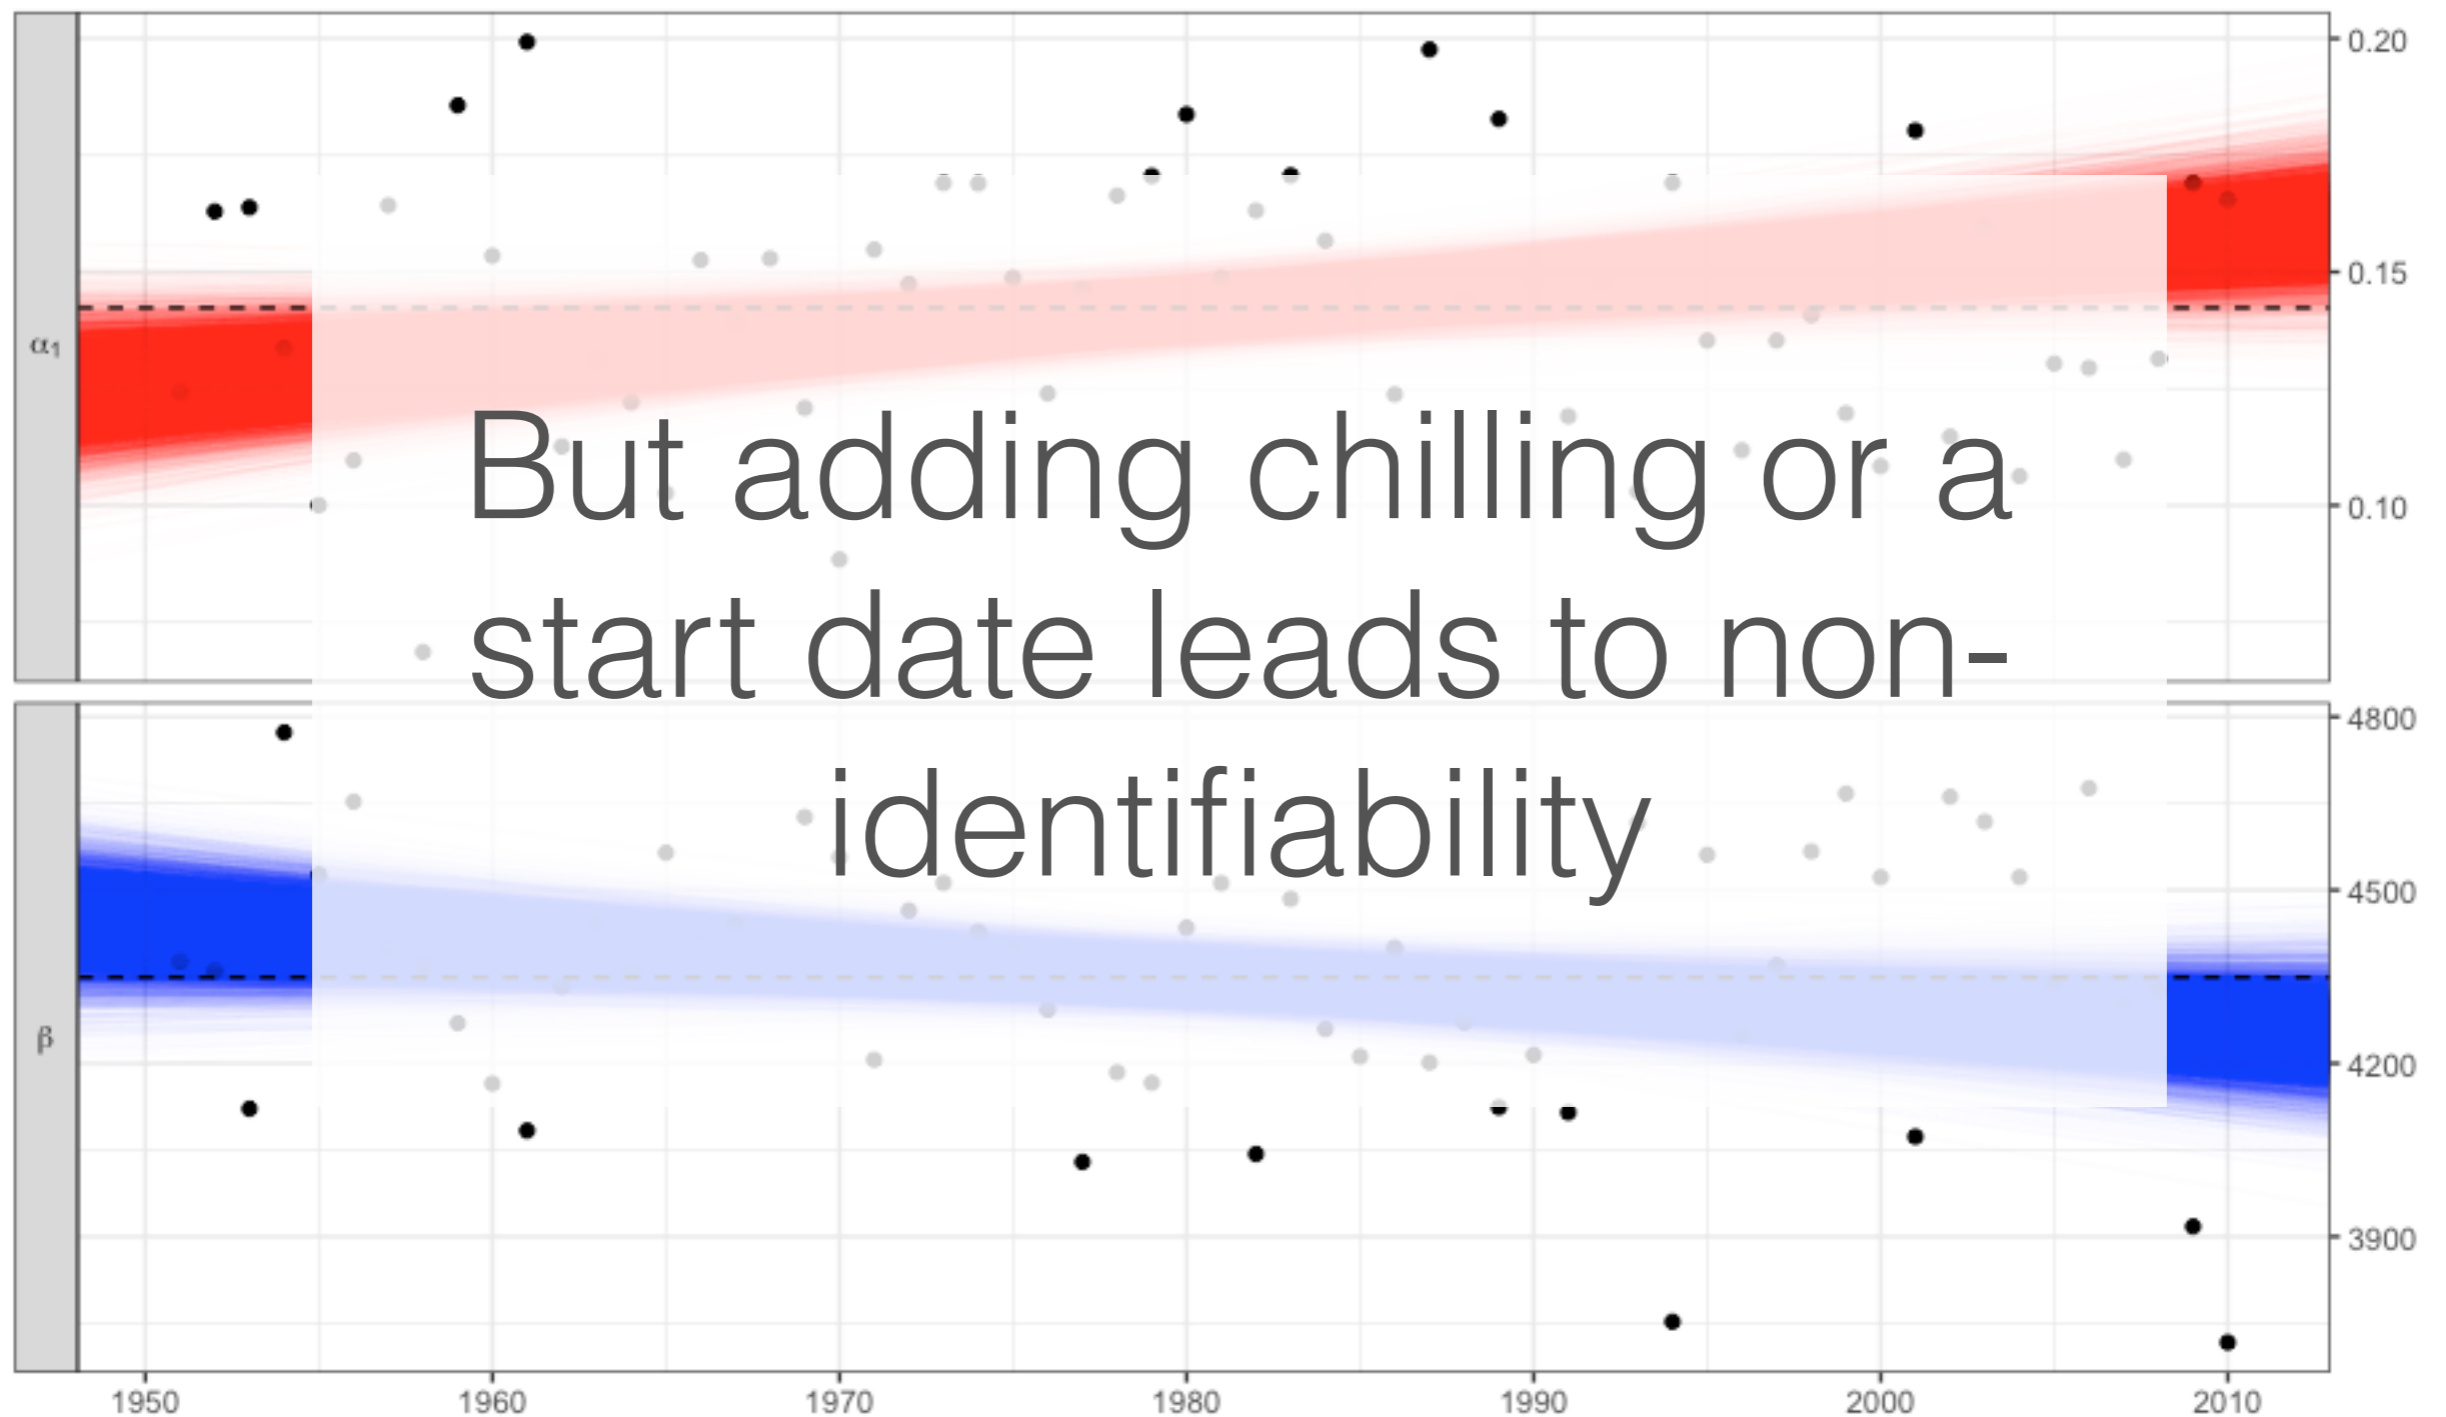 0.20
0.15
α₁
0.10
But adding chilling or a
start date leads to non-
identifiability
4800
4500
4200
β
3900
1950 1960 1970 1980 1990 2000 2010